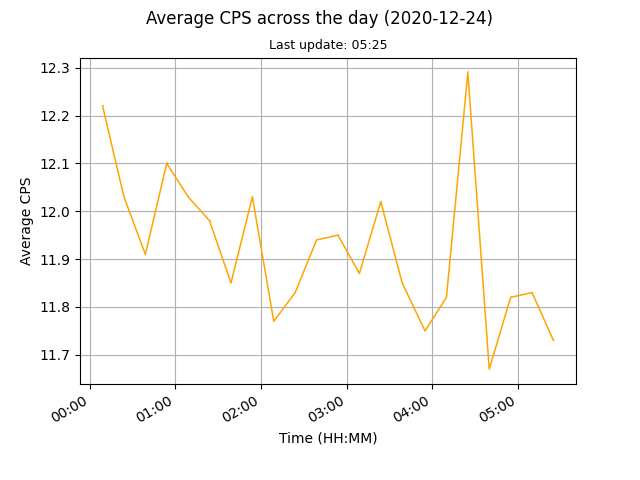 Average CPS across the day (2020-12-24)
Last update: 05:25
12.3
12.2
12.1
12.0
11.9
11.8
11.7
Average CPS
00:00 01:00 02:00 03:00 04:00 05:00
Time (HH:MM)